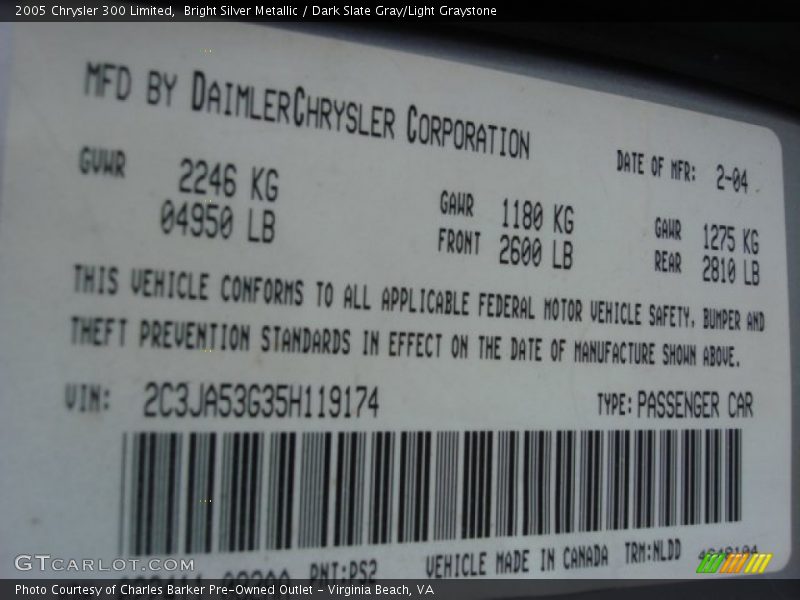 2005 Chrysler 300 Limited,  Bright Silver Metallic / Dark Slate Gray/Light Graystone
MFD BY DAIMLERCHRYSLER CORPORATION
DATE OF MFR: 2-04
GVWR 2246 KG
04950 LB
GAWR 1180 KG
FRONT 2600 LB
GAWR 1275 KG
REAR 2810 LB
THIS VEHICLE CONFORMS TO ALL APPLICABLE FEDERAL MOTOR VEHICLE SAFETY, BUMPER AND
THEFT PREVENTION STANDARDS IN EFFECT ON THE DATE OF MANUFACTURE SHOWN ABOVE.
VIN: 2C3JA53G35H119174 TYPE: PASSENGER CAR
PNT:PS2 VEHICLE MADE IN CANADA TRM:NLDD
GTCARLOT.COM
Photo Courtesy of Charles Barker Pre-Owned Outlet - Virginia Beach, VA